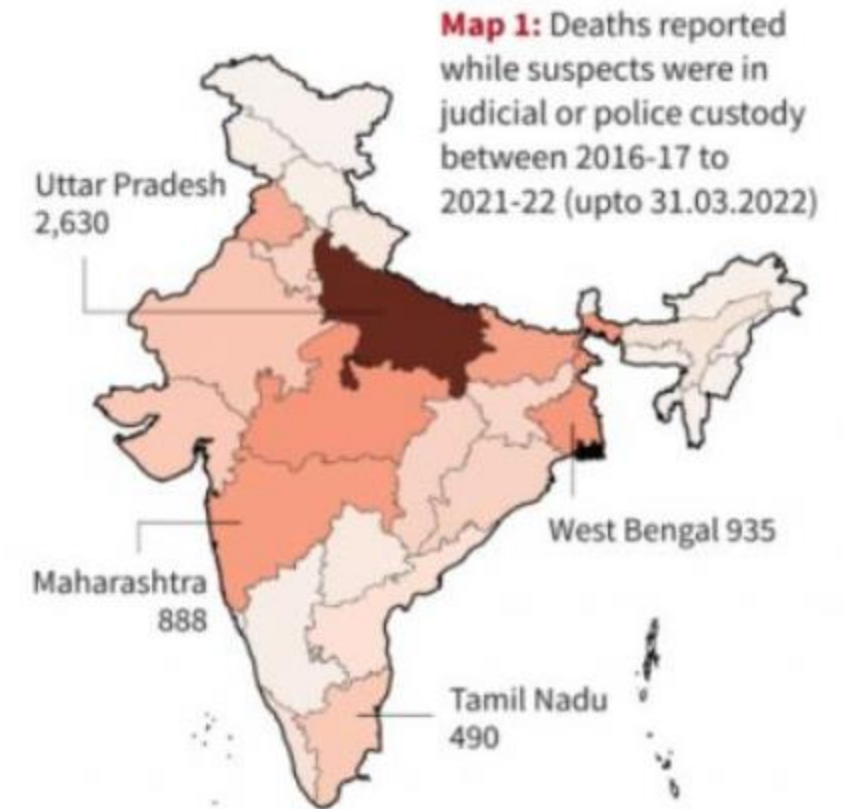 Map 1: Deaths reported
while suspects were in
judicial or police custody
between 2016-17 to
2021-22 (upto 31.03.2022)
Uttar Pradesh
2,630
West Bengal 935
Maharashtra
888
Tamil Nadu
490